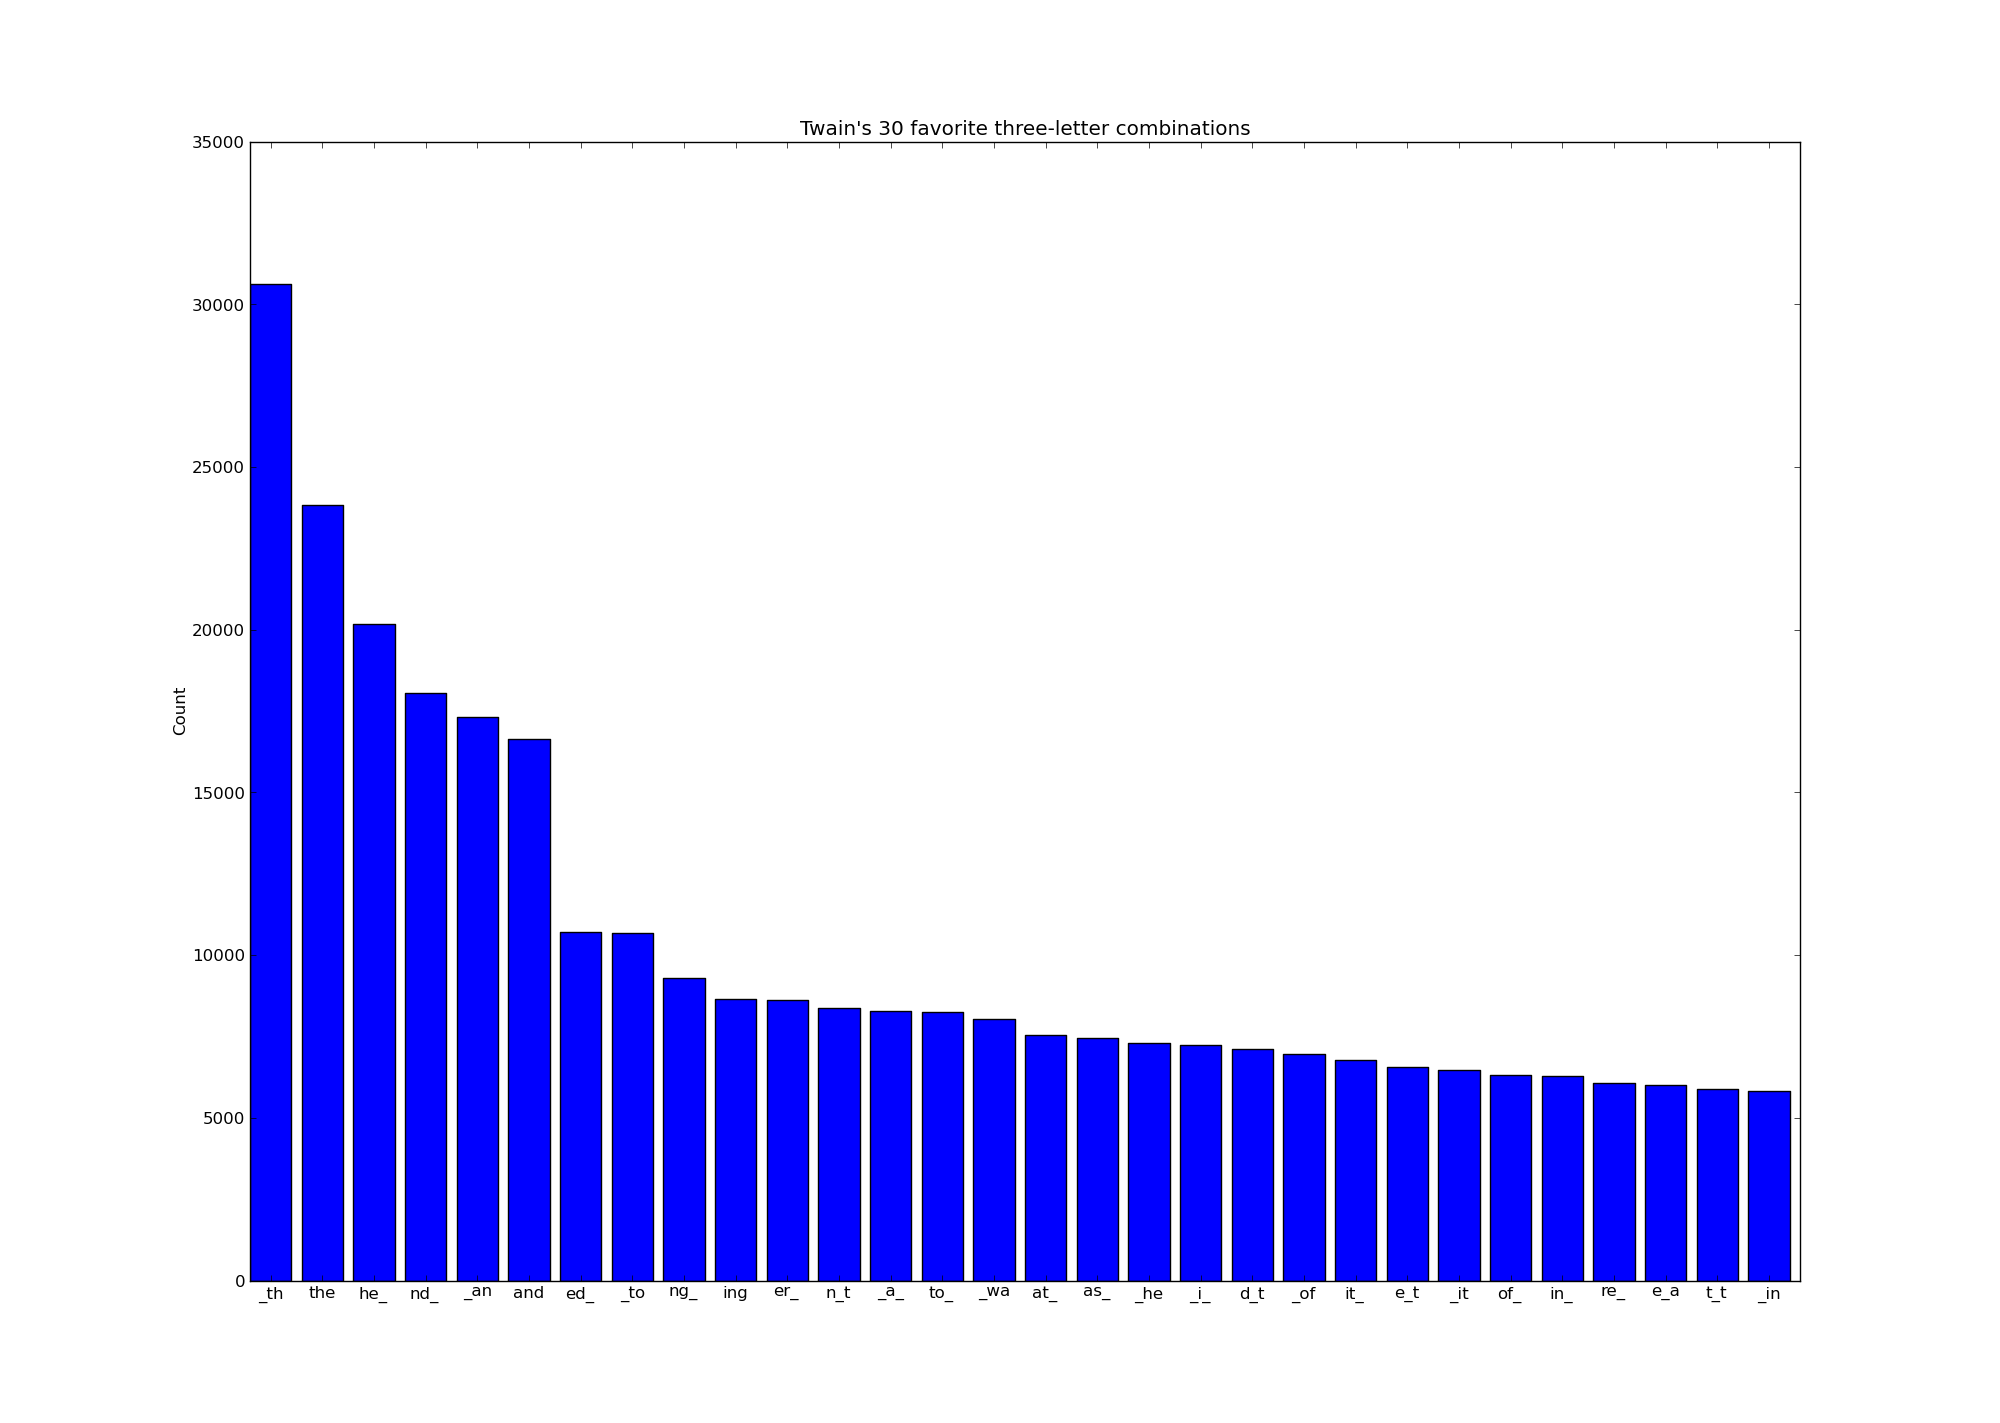 Twain's 30 favorite three-letter combinations
35000
30000
25000
20000
15000
10000
5000
0
Count
_th the he_ nd_ _an and ed_ _to ng_ ing er_ n_t _a_ to_ _wa at_ as_ _he _i_ d_t _of it_ e_t _it of_ in_ re_ e_a t_t _in